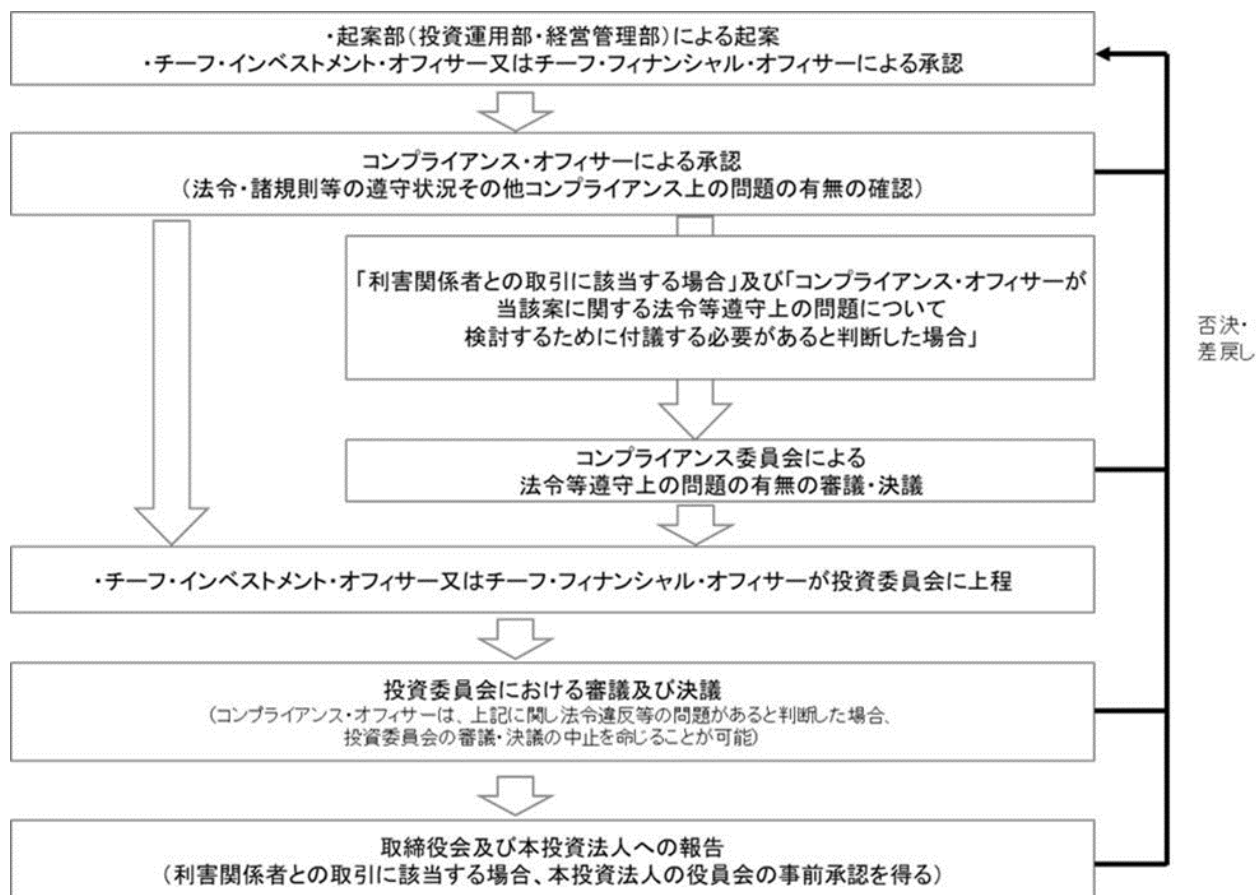 ・起案部（投資運用部・経営管理部）による起案
・チーフ・インベストメント・オフィサー又はチーフ・フィナンシャル・オフィサーによる承認
コンプライアンス・オフィサーによる承認
（法令・諸規則等の遵守状況その他コンプライアンス上の問題の有無の確認）
「利害関係者との取引に該当する場合」及び「コンプライアンス・オフィサーが
当該案に関する法令等遵守上の問題について
検討するために付議する必要があると判断した場合」
否決・
差戻し
コンプライアンス委員会による
法令等遵守上の問題の有無の審議・決議
・チーフ・インベストメント・オフィサー又はチーフ・フィナンシャル・オフィサーが投資委員会に上程
投資委員会における審議及び決議
（コンプライアンス・オフィサーは、上記に関し法令違反等の問題があると判断した場合、
投資委員会の審議・決議の中止を命じることが可能）
取締役会及び本投資法人への報告
（利害関係者との取引に該当する場合、本投資法人の役員会の事前承認を得る）